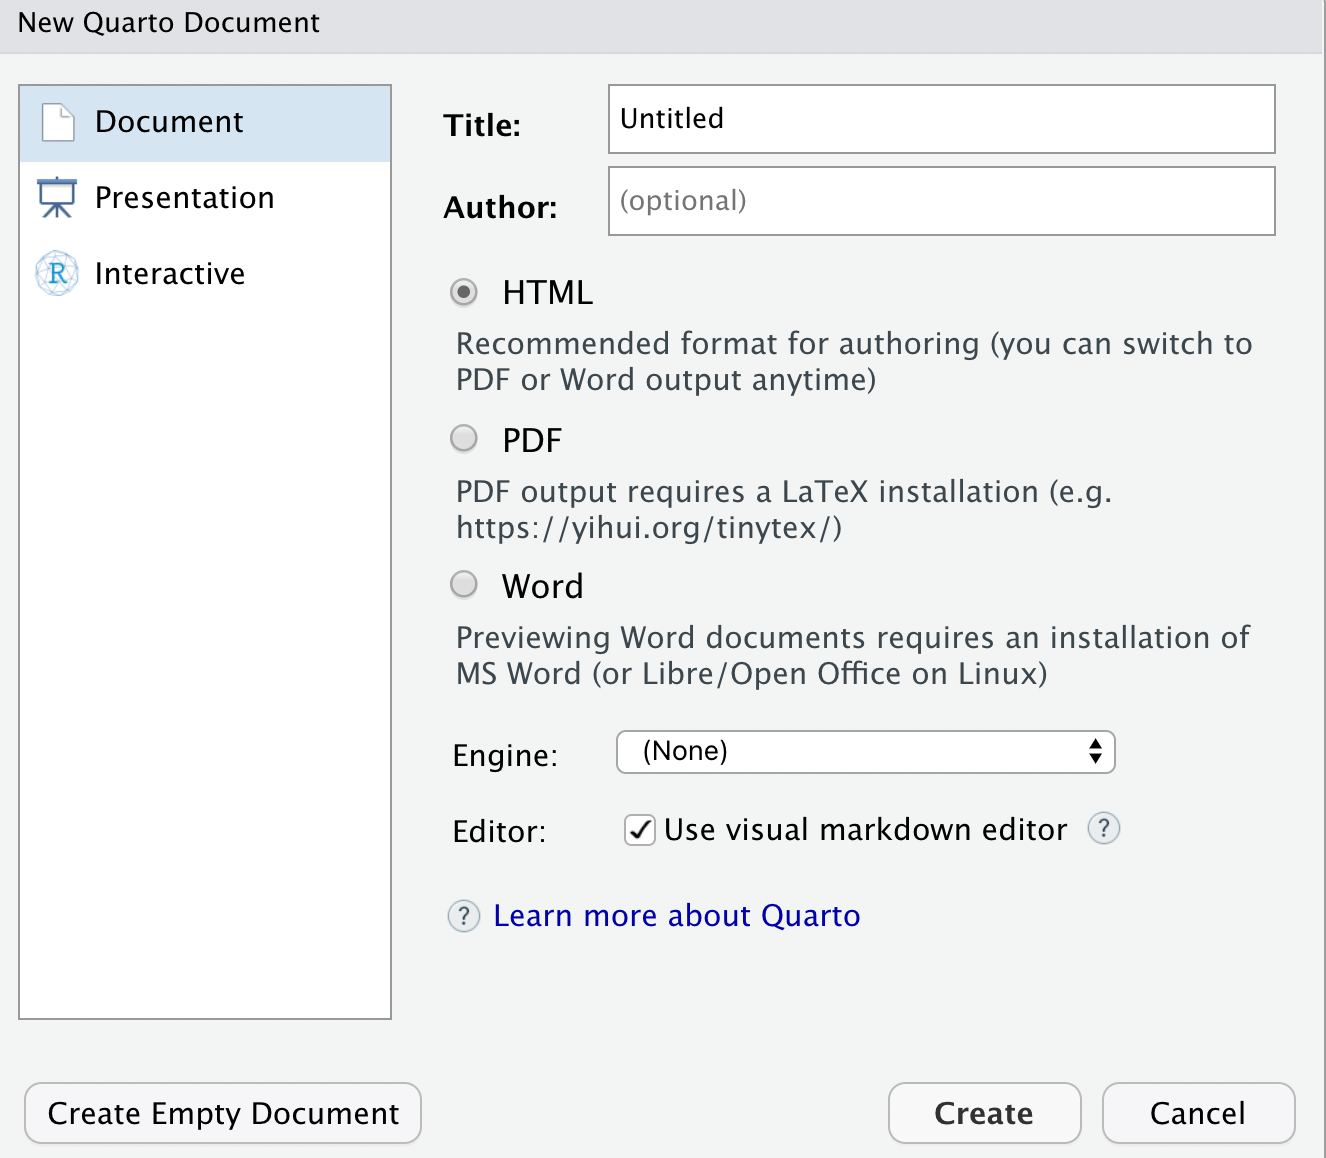 New Quarto Document
Document
Presentation
R
Interactive
Title:
Untitled
Author:
(optional)
HTML
Recommended format for authoring (you can switch to
PDF or Word output anytime)
PDF
PDF output requires a LaTeX installation (e.g.
https://yihui.org/tinytex/)
Word
Previewing Word documents requires an installation of
MS Word (or Libre/Open Office on Linux)
Engine:
(None)
Editor:
Use visual markdown editor ?
? Learn more about Quarto
Create Empty Document
Create
Cancel